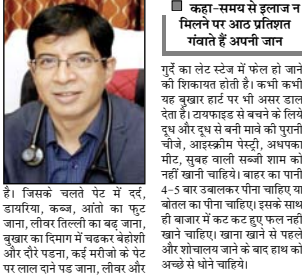 कहा-समय से इलाज न
मिलने पर आठ प्रतिशत
गंवाते हैं अपनी जान
है। जिसके चलते पेट में दर्द,
डायरिया, कब्ज, आंतो का फुट
जाना, लीवर तिल्ली का बढ़ जाना,
बुखार का दिमाग में चढकर बेहोशी
और दौरे पडना, कई मरीजो के पेट
पर लाल दाने पड़ जाना, लीवर और
गुर्दे का लेट स्टेज में फेल हो जाने
की शिकायत होती है। कभी कभी
यह बुखार हार्ट पर भी असर डाल
देता है। टायफाइड से बचने के लिये
दूध और दूध से बनी मावे की पुरानी
चीजे, आइस्क्रीम पेस्ट्री, अधपका
मीट, सुबह वाली सब्जी शाम को
नहीं खानी चाहिये। बाहर का पानी
4-5 बार उबालकर पीना चाहिए या
बोतल का पीना चाहिए। इसके साथ
ही बाजार में कट कट हुए फल नही
खाने चाहिए। खाना खाने से पहले
और शोचालय जाने के बाद हाथ को
अच्छे से धोने चाहिये।